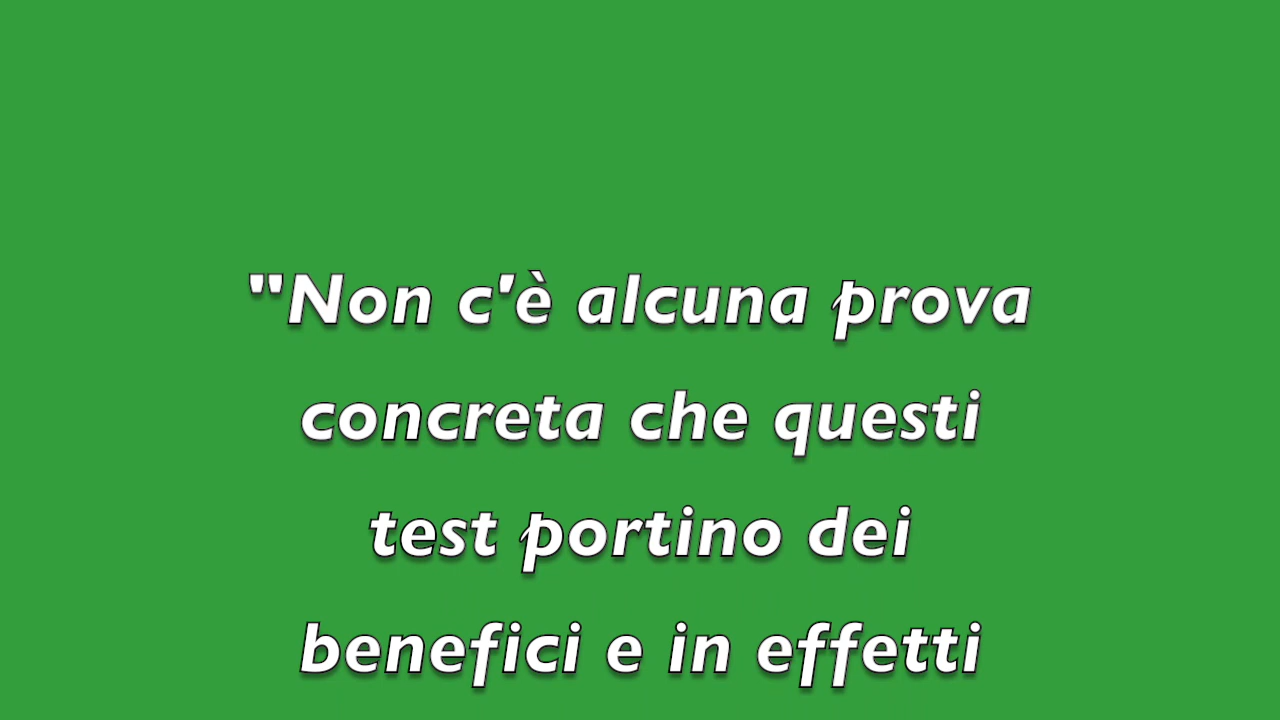 "Non c'è alcuna prova
concreta che questi
test portino dei
benefici e in effetti